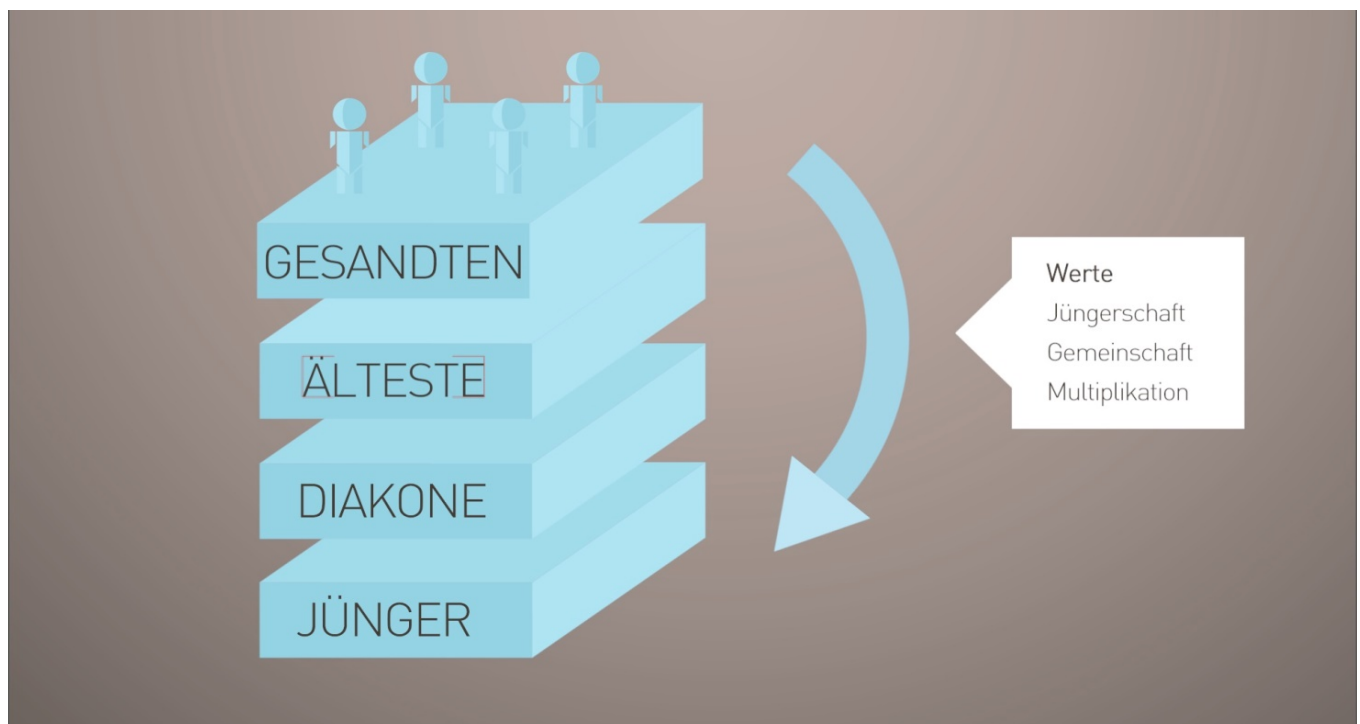 GESANDTEN
ÄLTESTE
DIAKONE
JÜNGER
Werte
Jüngerschaft
Gemeinschaft
Multiplikation